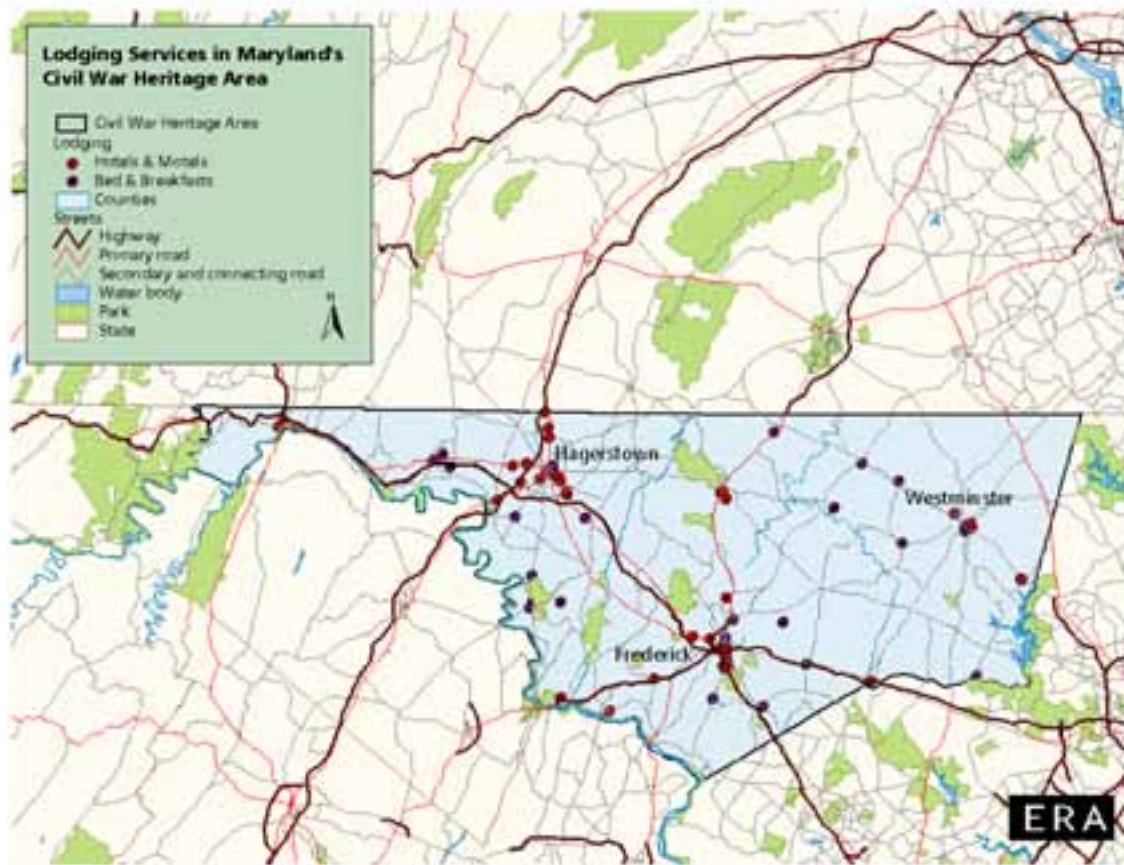 Lodging Services in Maryland's
Civil War Heritage Area
Civil War Heritage Area
Lodging
Hotels & Motels
Bed & Breakfasts
Counties
Streets
Highway
Primary road
Secondary and connecting road
Water body
Park
State
N
Hagerstown
Westminster
Frederick
ERA